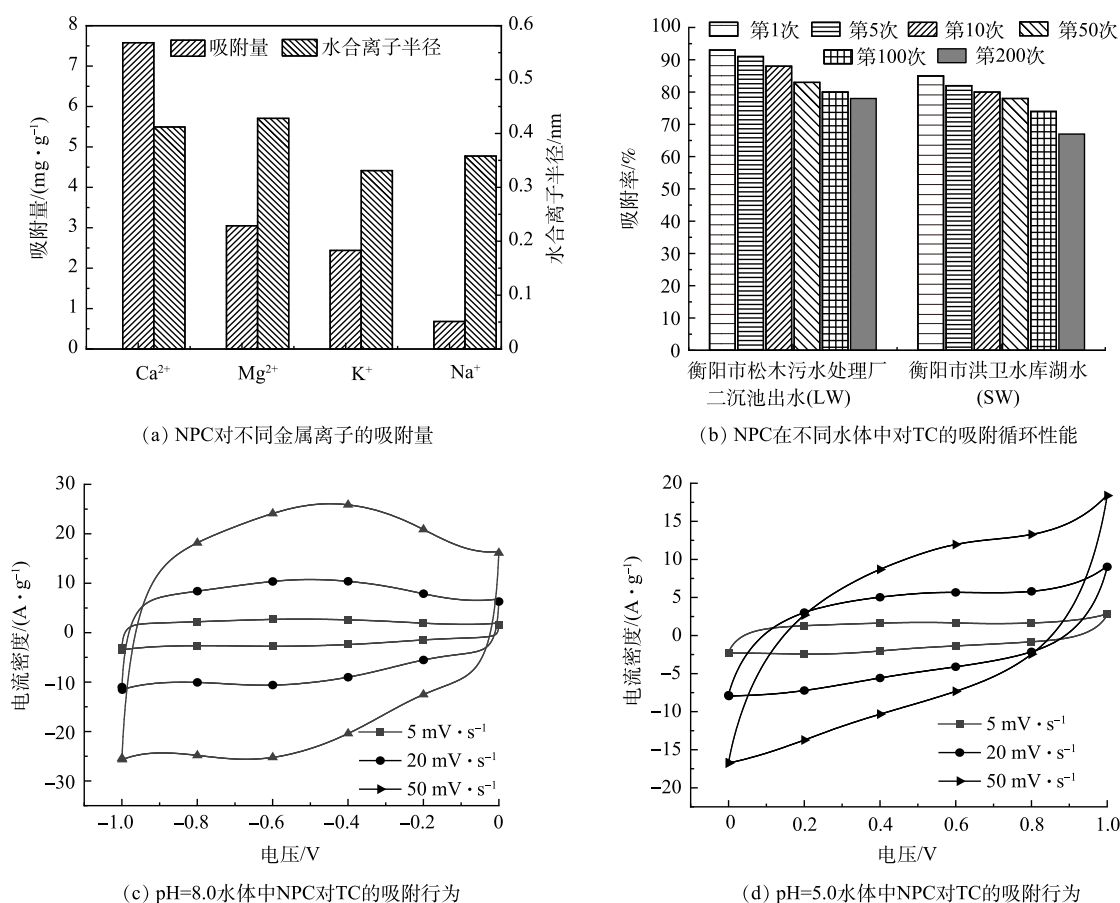 8
7
6
5
4
3
2
1
0
吸附量/(mg·g⁻¹)
吸附量 水合离子半径
0.6
0.5
0.4
0.3
0.2
0.1
0
水合离子半径/nm
Ca²⁺ Mg²⁺ K⁺ Na⁺
(a) NPC对不同金属离子的吸附量
100
90
80
70
60
50
40
30
20
10
0
吸附率/%
第1次 第5次 第10次 第50次
第100次 第200次
衡阳市松木污水处理厂 衡阳市洪卫水库湖水
二沉池出水(LW) (SW)
(b) NPC在不同水体中对TC的吸附循环性能
30
20
10
0
−10
−20
−30
电流密度/(A·g⁻¹)
5 mV·s⁻¹
20 mV·s⁻¹
50 mV·s⁻¹
−1.0 −0.8 −0.6 −0.4 −0.2 0
电压/V
(c) pH=8.0水体中NPC对TC的吸附行为
20
15
10
5
0
−5
−10
−15
−20
电流密度/(A·g⁻¹)
5 mV·s⁻¹
20 mV·s⁻¹
50 mV·s⁻¹
0 0.2 0.4 0.6 0.8 1.0
电压/V
(d) pH=5.0水体中NPC对TC的吸附行为